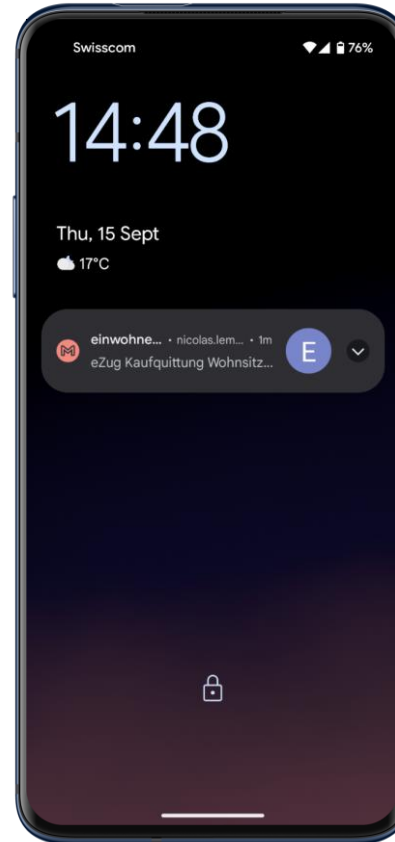 Swisscom 76%
14:48
Thu, 15 Sept
17°C
einwohne... • nicolas.lem... • 1m
eZug Kaufquittung Wohnsitz...
E